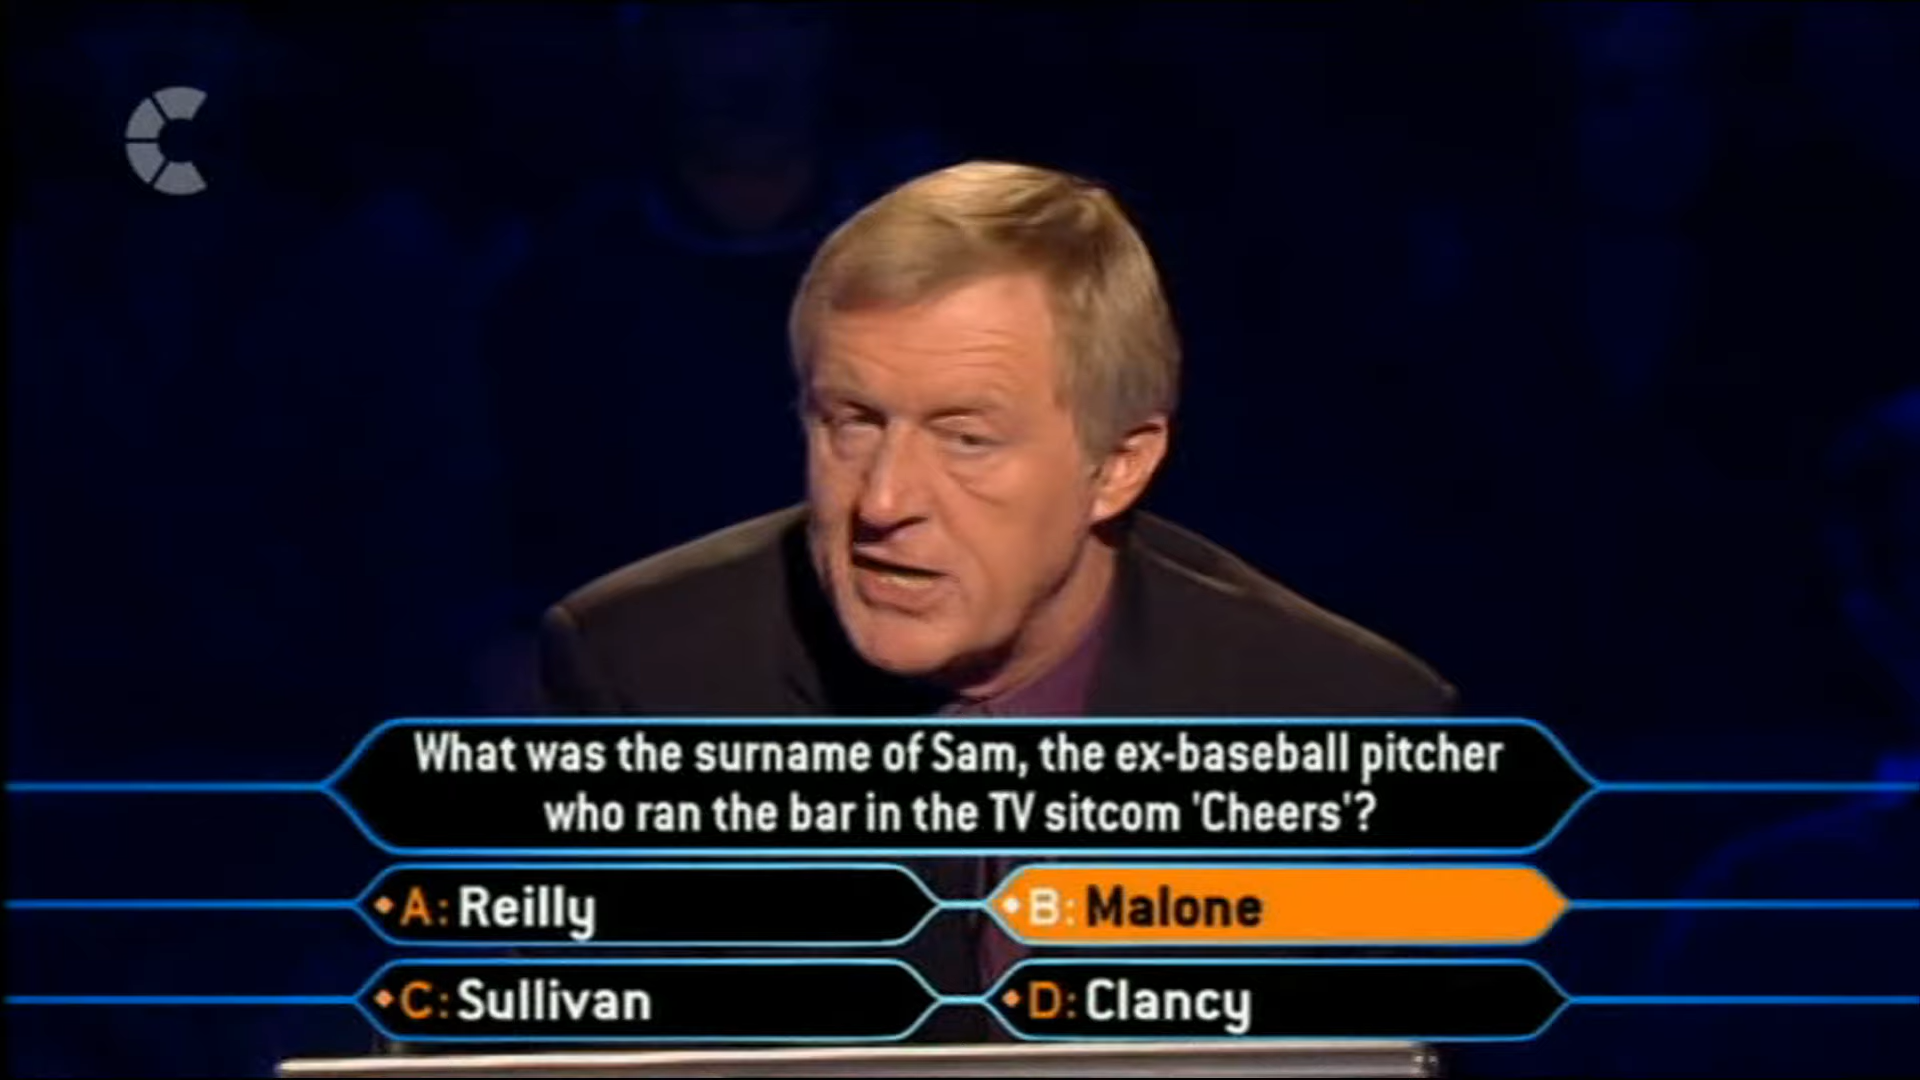 What was the surname of Sam, the ex-baseball pitcher
who ran the bar in the TV sitcom 'Cheers'?
A: Reilly
B: Malone
C: Sullivan
D: Clancy